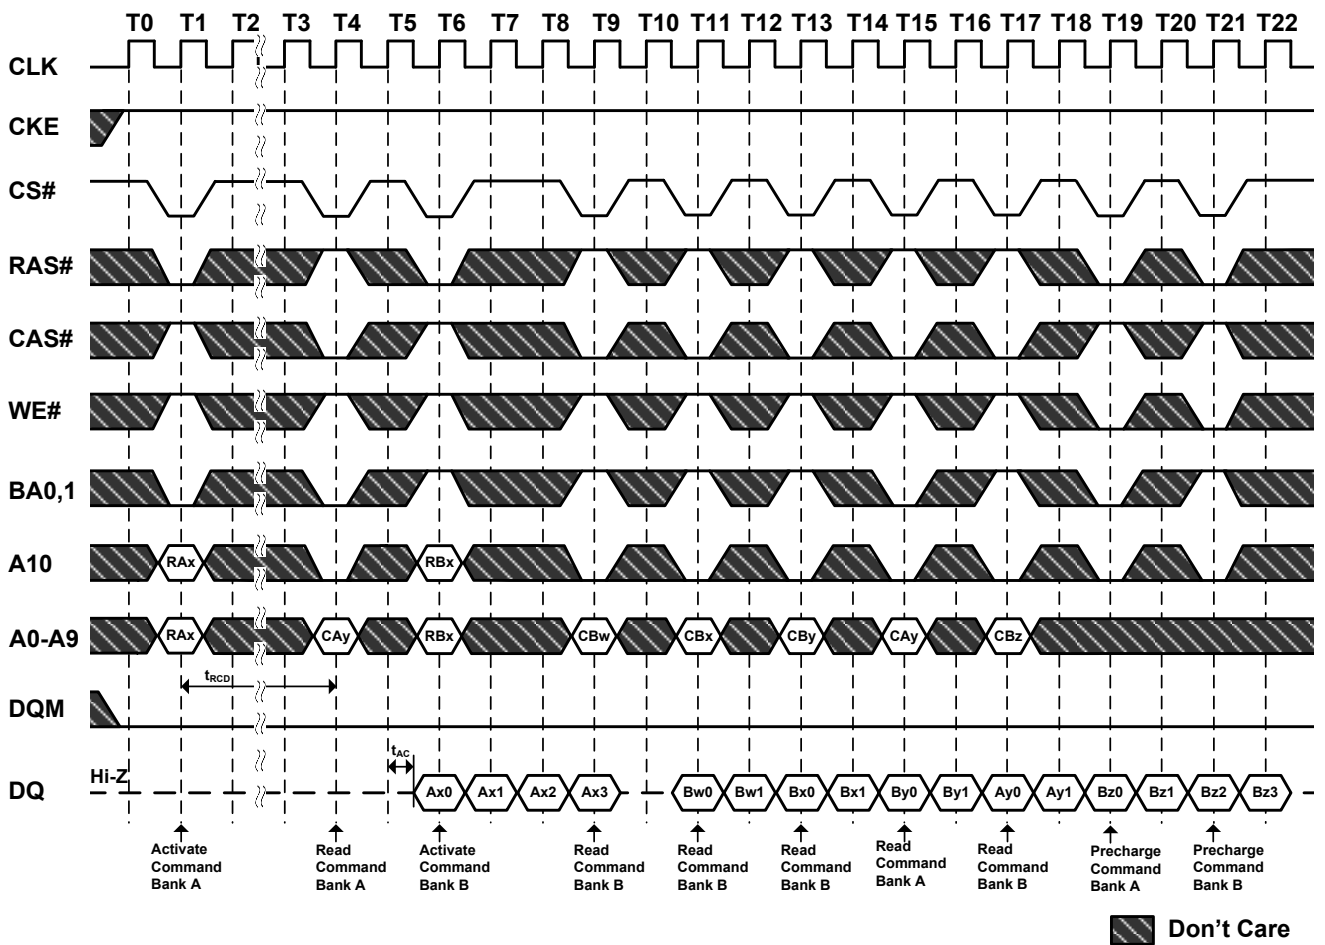 T0 T1 T2 T3 T4 T5 T6 T7 T8 T9 T10 T11 T12 T13 T14 T15 T16 T17 T18 T19 T20 T21 T22
CLK
CKE
CS#
RAS#
CAS#
WE#
BA0,1
A10 RAx RBx
A0-A9 RAx CAy RBx CBw CBx CBy CAy CBz
tRCD
DQM
tAC
Hi-Z
DQ Ax0 Ax1 Ax2 Ax3 Bw0 Bw1 Bx0 Bx1 By0 By1 Ay0 Ay1 Bz0 Bz1 Bz2 Bz3
Activate
Command
Bank A
Read
Command
Bank A
Activate
Command
Bank B
Read
Command
Bank B
Read
Command
Bank B
Read
Command
Bank B
Read
Command
Bank A
Read
Command
Bank B
Precharge
Command
Bank A
Precharge
Command
Bank B
Don't Care